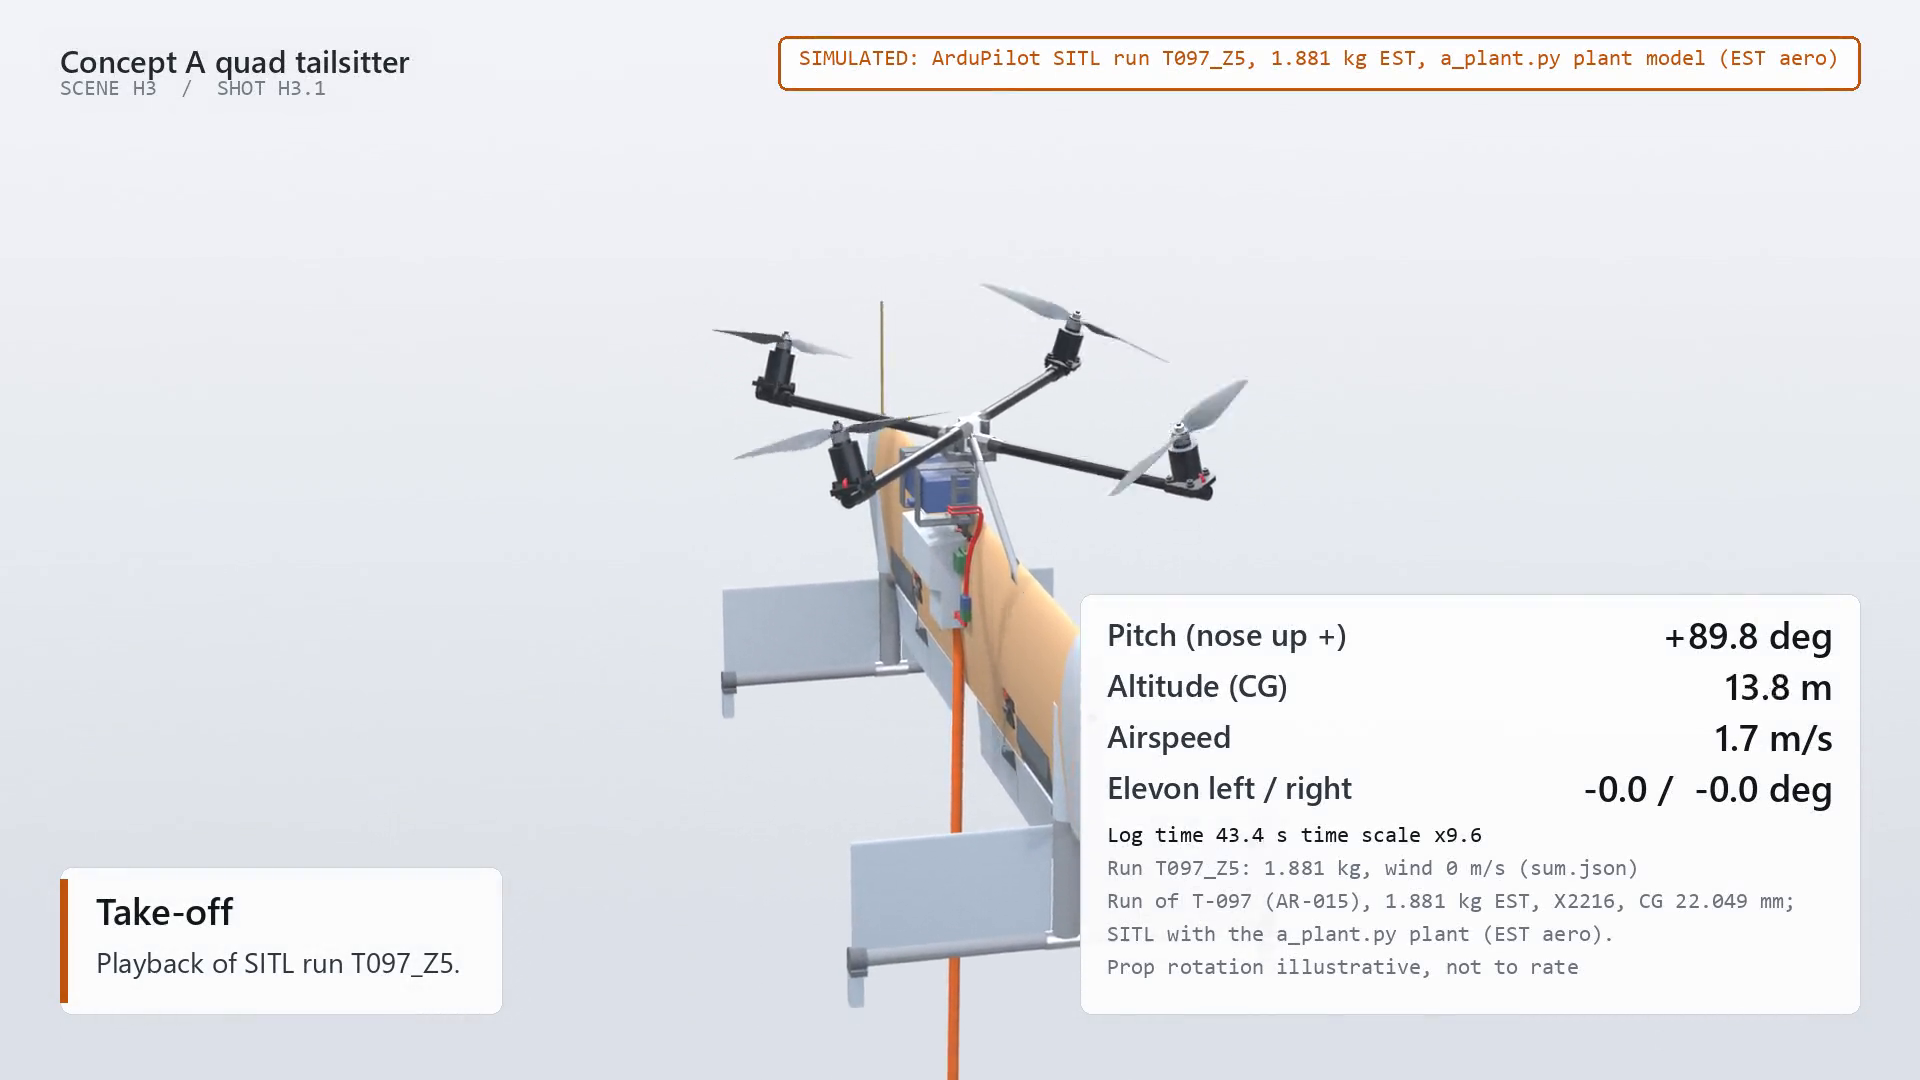 Concept A quad tailsitter
SCENE H3 / SHOT H3.1
SIMULATED: ArduPilot SITL run T097_Z5, 1.881 kg EST, a_plant.py plant model (EST aero)
Pitch (nose up +) +89.8 deg
Altitude (CG) 13.8 m
Airspeed 1.7 m/s
Elevon left / right -0.0 / -0.0 deg
Log time 43.4 s time scale x9.6
Run T097_Z5: 1.881 kg, wind 0 m/s (sum.json)
Run of T-097 (AR-015), 1.881 kg EST, X2216, CG 22.049 mm;
SITL with the a_plant.py plant (EST aero).
Prop rotation illustrative, not to rate
Take-off
Playback of SITL run T097_Z5.